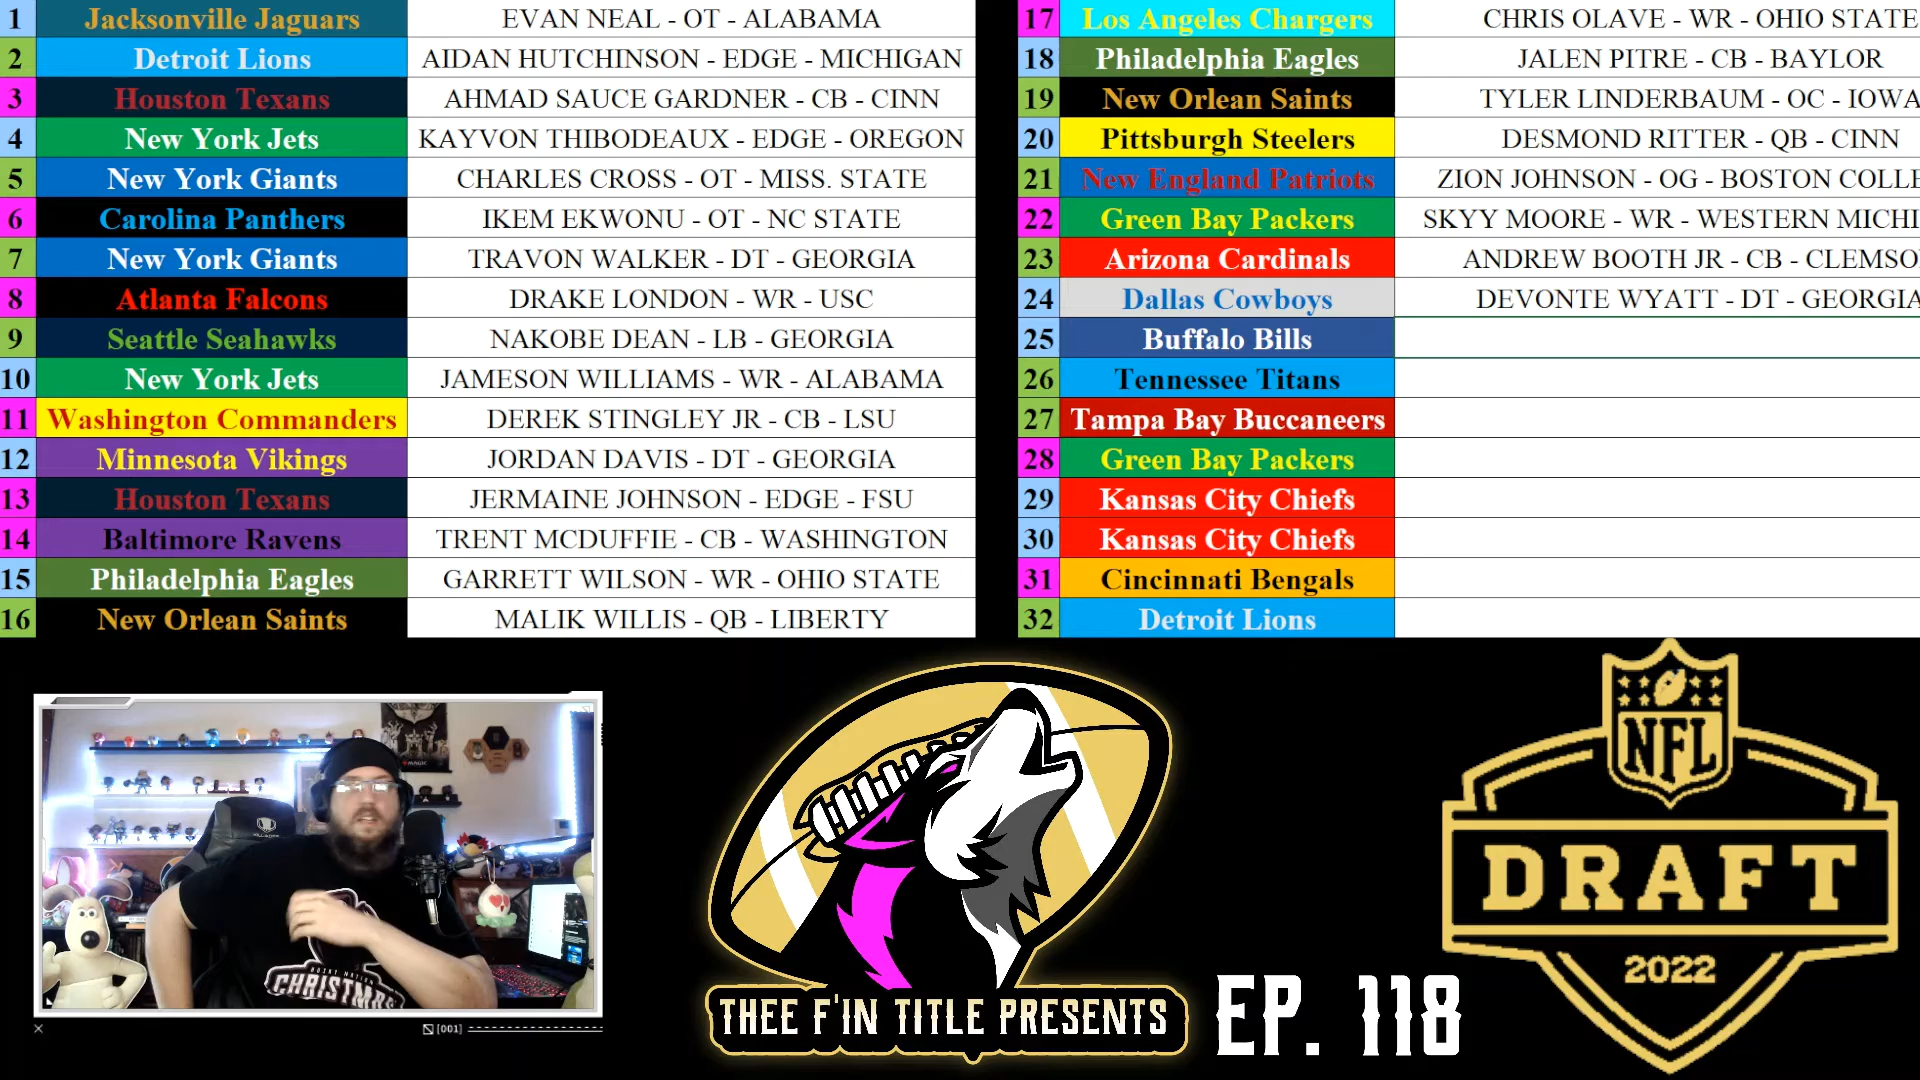 1 Jacksonville Jaguars EVAN NEAL - OT - ALABAMA
2 Detroit Lions AIDAN HUTCHINSON - EDGE - MICHIGAN
3 Houston Texans AHMAD SAUCE GARDNER - CB - CINN
4 New York Jets KAYVON THIBODEAUX - EDGE - OREGON
5 New York Giants CHARLES CROSS - OT - MISS. STATE
6 Carolina Panthers IKEM EKWONU - OT - NC STATE
7 New York Giants TRAVON WALKER - DT - GEORGIA
8 Atlanta Falcons DRAKE LONDON - WR - USC
9 Seattle Seahawks NAKOBE DEAN - LB - GEORGIA
10 New York Jets JAMESON WILLIAMS - WR - ALABAMA
11 Washington Commanders DEREK STINGLEY JR - CB - LSU
12 Minnesota Vikings JORDAN DAVIS - DT - GEORGIA
13 Houston Texans JERMAINE JOHNSON - EDGE - FSU
14 Baltimore Ravens TRENT MCDUFFIE - CB - WASHINGTON
15 Philadelphia Eagles GARRETT WILSON - WR - OHIO STATE
16 New Orlean Saints MALIK WILLIS - QB - LIBERTY
17 Los Angeles Chargers CHRIS OLAVE - WR - OHIO STATE
18 Philadelphia Eagles JALEN PITRE - CB - BAYLOR
19 New Orlean Saints TYLER LINDERBAUM - OC - IOWA
20 Pittsburgh Steelers DESMOND RITTER - QB - CINN
21 New England Patriots ZION JOHNSON - OG - BOSTON COLLE
22 Green Bay Packers SKYY MOORE - WR - WESTERN MICHI
23 Arizona Cardinals ANDREW BOOTH JR - CB - CLEMSO
24 Dallas Cowboys DEVONTE WYATT - DT - GEORGIA
25 Buffalo Bills
26 Tennessee Titans
27 Tampa Bay Buccaneers
28 Green Bay Packers
29 Kansas City Chiefs
30 Kansas City Chiefs
31 Cincinnati Bengals
32 Detroit Lions
MAGIC
CHRISTMAS
[001]
THEE F'IN TITLE PRESENTS
EP. 118
NFL
DRAFT
2022